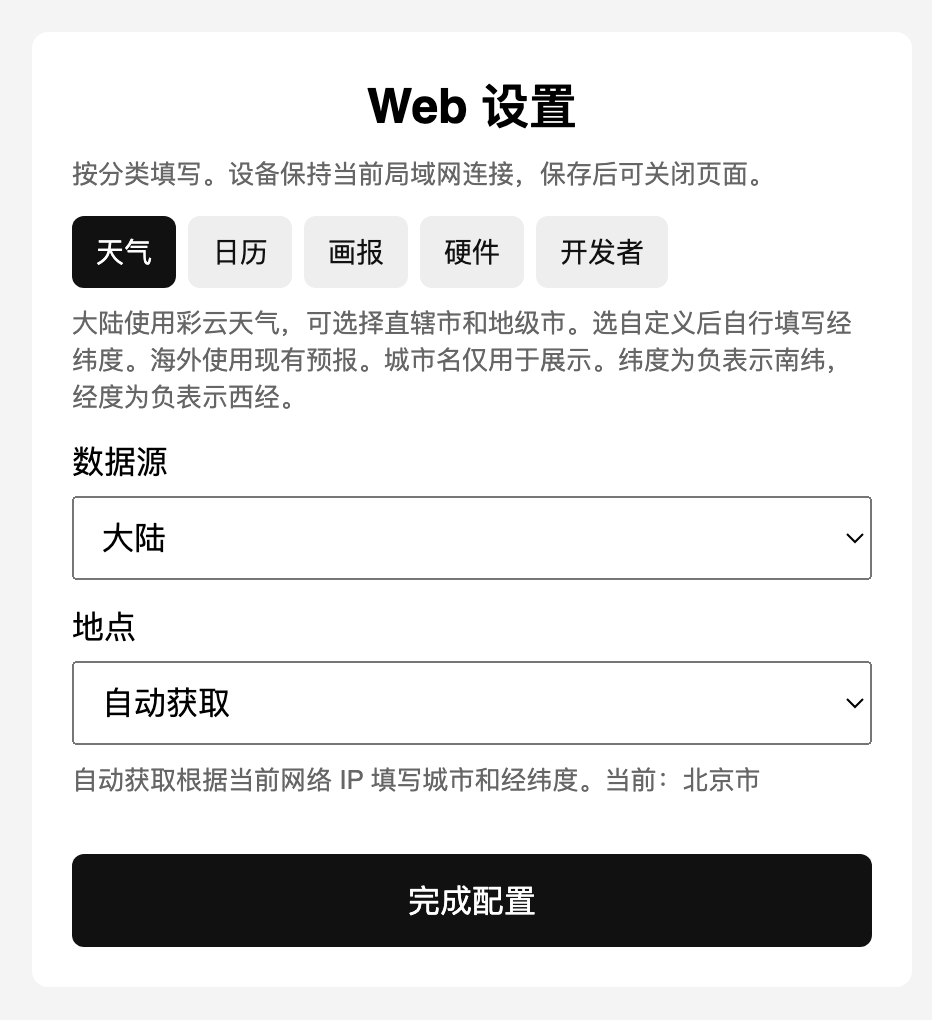 Web 设置
按分类填写。设备保持当前局域网连接，保存后可关闭页面。
天气 日历 画报 硬件 开发者
大陆使用彩云天气，可选择直辖市和地级市。选自定义后自行填写经
纬度。海外使用现有预报。城市名仅用于展示。纬度为负表示南纬，
经度为负表示西经。
数据源
大陆
地点
自动获取
自动获取根据当前网络 IP 填写城市和经纬度。当前：北京市
完成配置